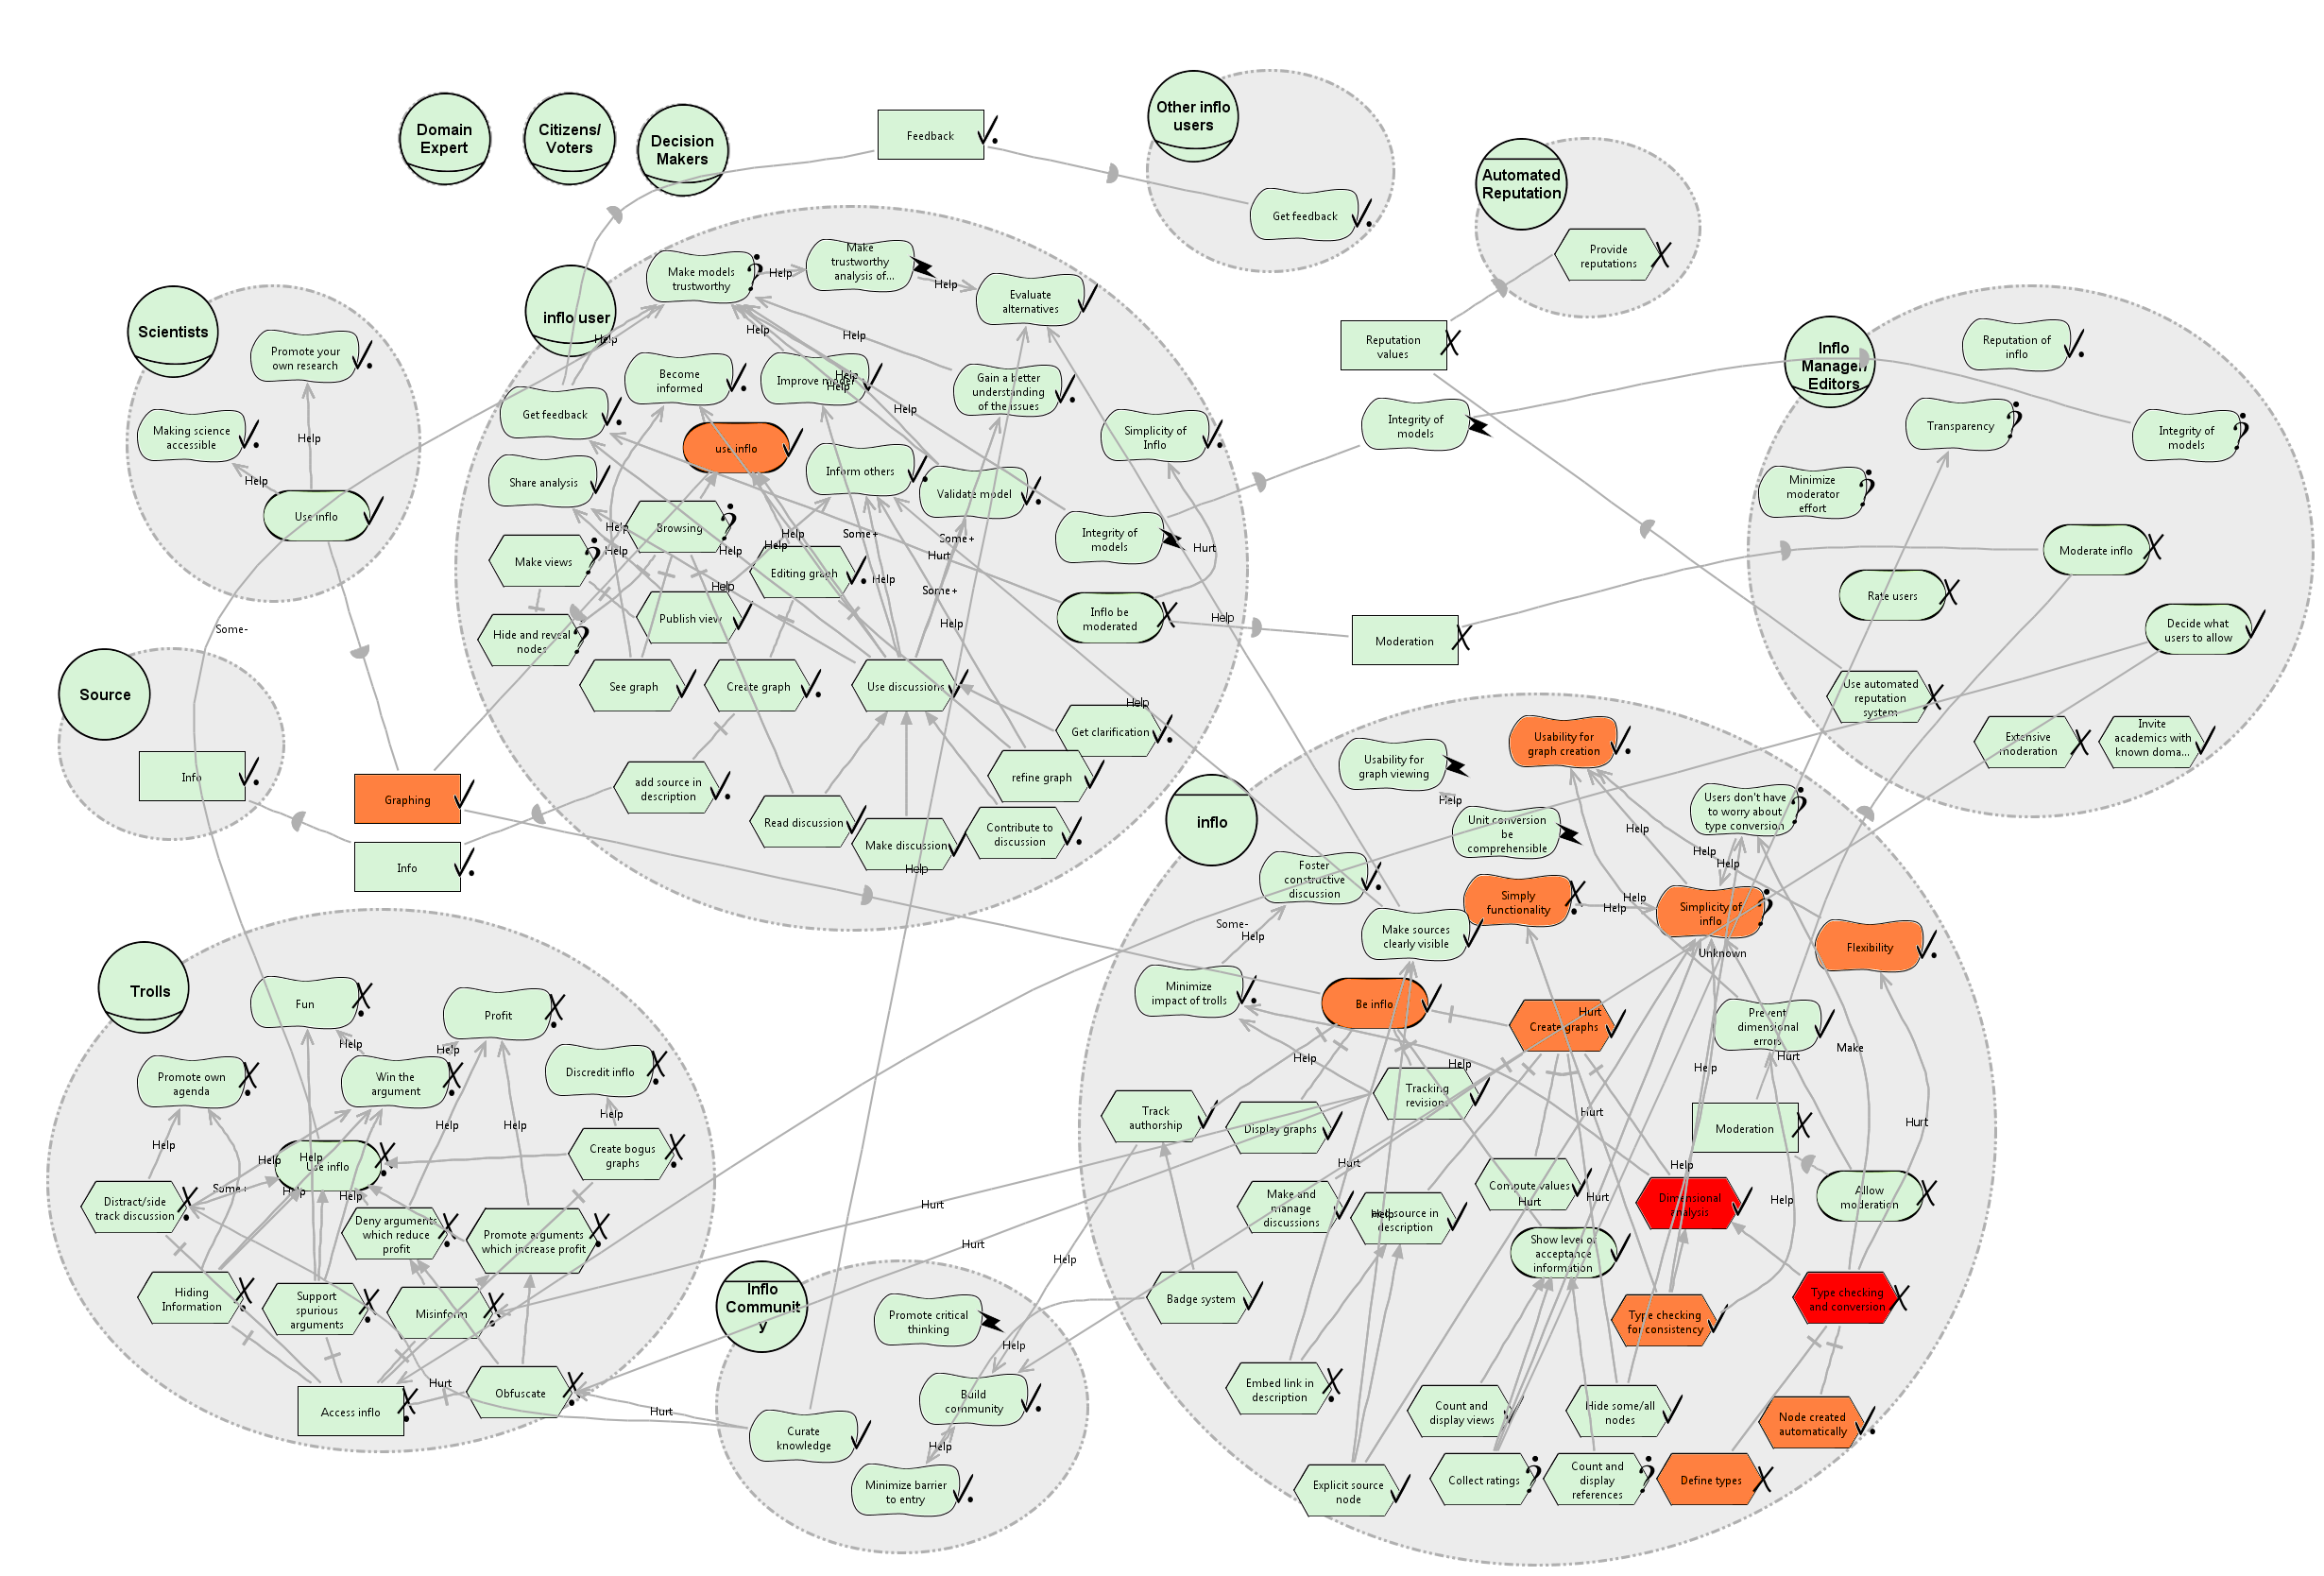 Domain
Expert
Citizens/
Voters
Decision
Makers
Feedback
Other inflo
users
Get feedback
Automated
Reputation
Provide
reputations
Reputation
values
Integrity of
models
Moderation
Inflo
Manager/
Editors
Reputation of
inflo
Transparency
Integrity of
models
Minimize
moderator
effort
Moderate inflo
Rate users
Decide what
users to allow
Use automated
reputation
system
Extensive
moderation
Invite
academics with
known doma...
Scientists
Promote your
own research
Making science
accessible
Help
Help
Use inflo
Source
Info
Some-
Graphing
Info
inflo user
Make models
trustworthy
Help
Make
trustworthy
analysis of...
Help
Evaluate
alternatives
Help
Help
Help
Become
informed
Improve model
Help
Help
Gain a better
understanding
of the issues
Get feedback
Help
Simplicity of
Inflo
use inflo
Inform others
Share analysis
Validate model
Browsing
Help
Help
Help
Help
Help
Some+
Some+
Hurt
Hurt
Integrity of
models
Make views
Editing graph
Help
Help
Some+
Help
Help
Hide and reveal
nodes
Publish view
Inflo be
moderated
See graph
Create graph
Use discussions
Help
Get clarification
add source in
description
refine graph
Read discussion
Make discussion
Contribute to
discussion
Help
inflo
Usability for
graph viewing
Usability for
graph creation
Help
Unit conversion
be
comprehensible
Users don't have
to worry about
type conversion
Help
Help
Help
Foster
constructive
discussion
Simply
functionality
Help
Help
Simplicity of
inflo
Make sources
clearly visible
Some-
Help
Flexibility
Unknown
Minimize
impact of trolls
Be inflo
Create graphs
Hurt
Prevent
dimensional
errors
Hurt
Make
Help
Help
Help
Tracking
revisions
Track
authorship
Display graphs
Hurt
Moderation
Hurt
Hurt
Help
Compute values
Hurt
Hurt
Help
Dimensional
analysis
Allow
moderation
Make and
manage
discussions
Add source in
description
Help
Show level of
acceptance
information
Badge system
Type checking
for consistency
Type checking
and conversion
Embed link in
description
Count and
display views
Hide some/all
nodes
Node created
automatically
Explicit source
node
Collect ratings
Count and
display
references
Define types
Trolls
Fun
Profit
Help
Help
Promote own
agenda
Win the
argument
Discredit inflo
Help
Help
Help
Help
Use inflo
Help
Help
Create bogus
graphs
Some+
Help
Help
Distract/side
track discussion
Deny arguments
which reduce
profit
Promote arguments
which increase profit
Hiding
Information
Support
spurious
arguments
Misinform
Access inflo
Obfuscate
Hurt
Hurt
Hurt
Hurt
Inflo
Communit
y
Promote critical
thinking
Help
Help
Build
community
Curate
knowledge
Help
Minimize barrier
to entry